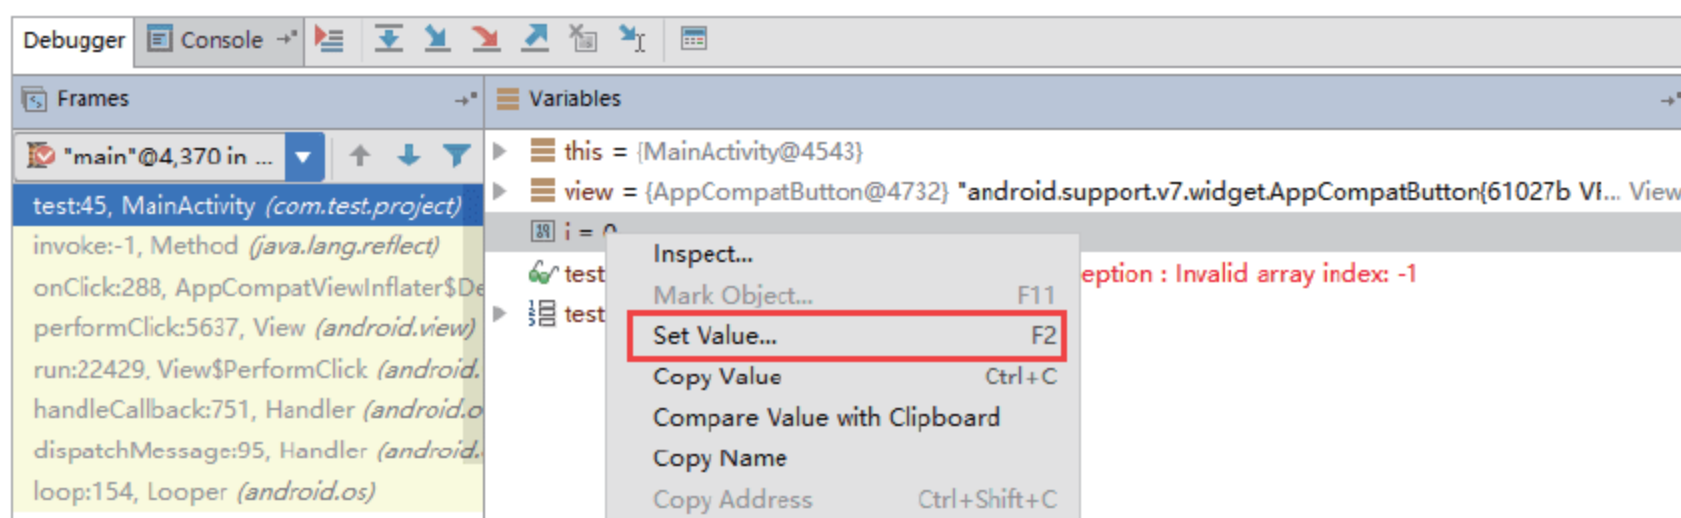 Debugger Console
Frames
Variables
"main"@4,370 in ...
this = {MainActivity@4543}
test:45, MainActivity (com.test.project)
view = {AppCompatButton@4732} "android.support.v7.widget.AppCompatButton{61027b VF... View
invoke:-1, Method (java.lang.reflect)
i = 0
onClick:288, AppCompatViewInflater$De
test
eption : Invalid array index: -1
performClick:5637, View (android.view)
test
run:22429, View$PerformClick (android.
handleCallback:751, Handler (android.o
dispatchMessage:95, Handler (android.
loop:154, Looper (android.os)
Inspect...
Mark Object... F11
Set Value... F2
Copy Value Ctrl+C
Compare Value with Clipboard
Copy Name
Copy Address Ctrl+Shift+C